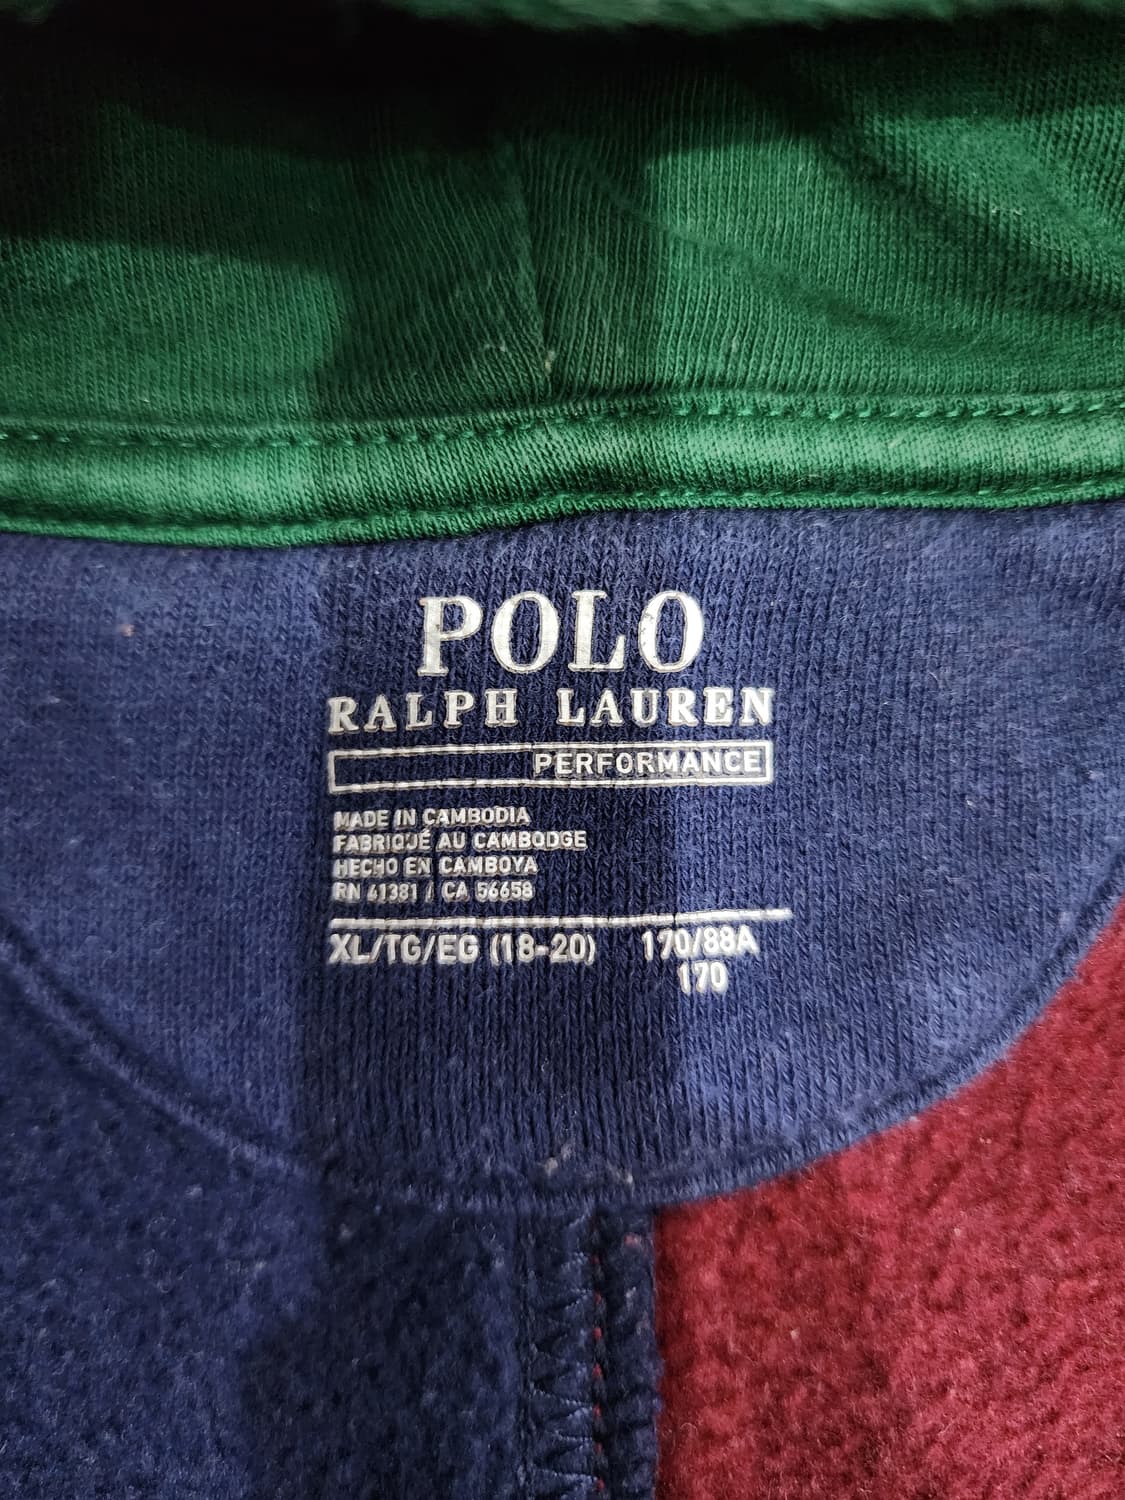 POLO
RALPH LAUREN
PERFORMANCE
MADE IN CAMBODIA
FABRIQUÉ AU CAMBODGE
HECHO EN CAMBOYA
RN 41381 / CA 56658
XL/TG/EG (18-20) 170/88A
170